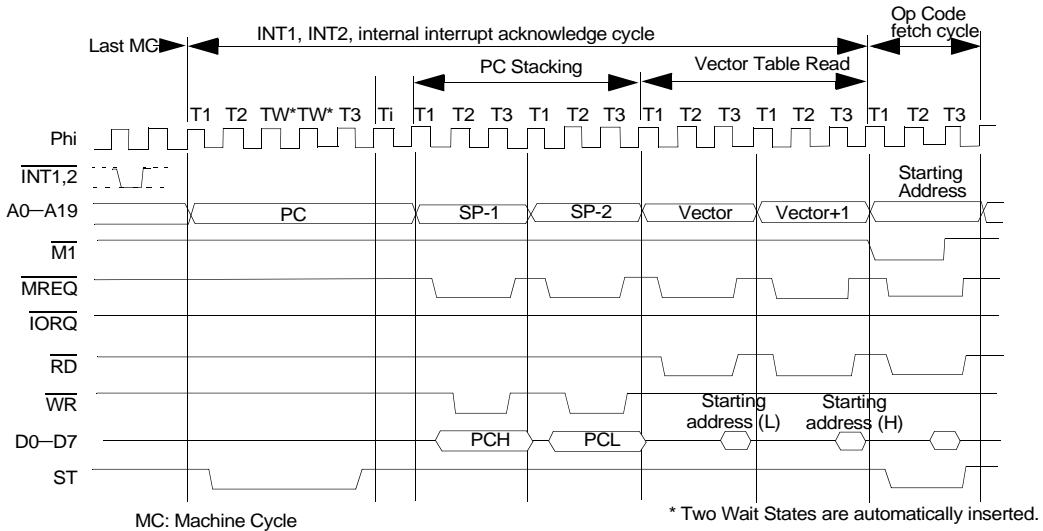 Op Code
fetch cycle
Last MC
INT1, INT2, internal interrupt acknowledge cycle
PC Stacking
Vector Table Read
T1 T2 TW* TW* T3 Ti T1 T2 T3 T1 T2 T3 T1 T2 T3 T1 T2 T3 T1 T2 T3
Phi
INT1,2
Starting
Address
A0—A19
PC
SP-1
SP-2
Vector
Vector+1
M1
MREQ
IORQ
RD
WR
Starting
address (L)
Starting
address (H)
D0—D7
PCH
PCL
ST
MC: Machine Cycle
* Two Wait States are automatically inserted.